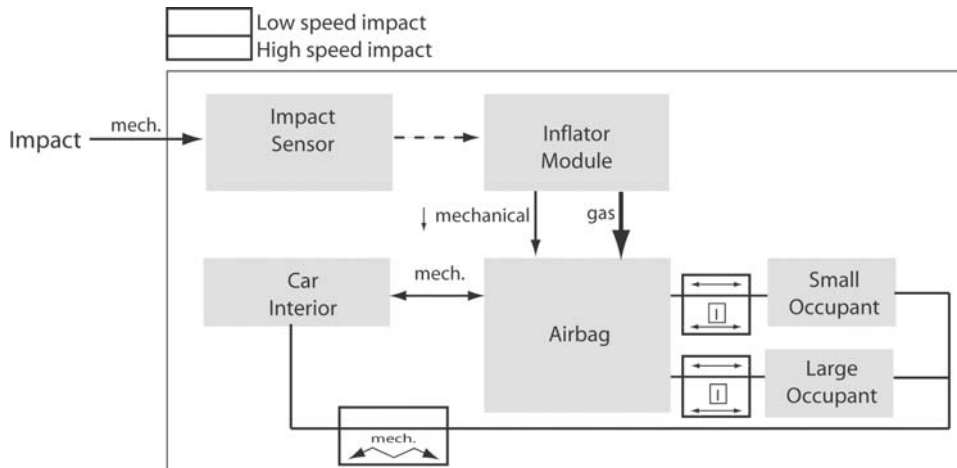 Low speed impact
High speed impact
Impact
mech.
Impact
Sensor
Inflator
Module
mechanical
gas
Car
Interior
mech.
Airbag
I
Small
Occupant
I
Large
Occupant
mech.